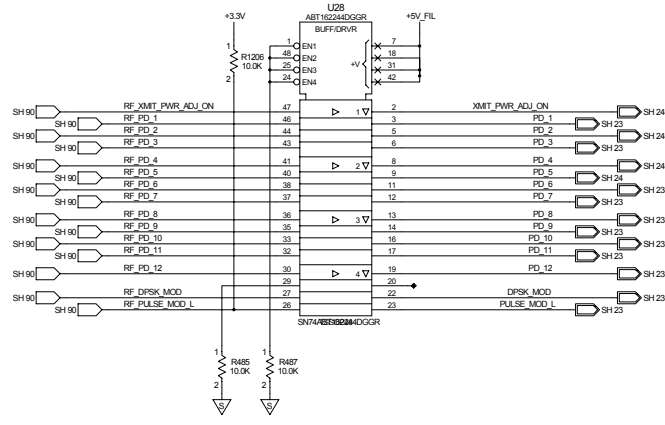 U28
ABT162244DGGR
+3.3V
+5V_FIL
BUFF/DRVR
1 EN1 7
48 EN2 18
25 EN3 +V 31
24 EN4 42
1
R1206
10.0K
2
SH 90 RF_XMIT_PWR_ADJ_ON 47 1 2 XMIT_PWR_ADJ_ON SH 24
SH 90 RF_PD_1 46 3 PD_1 SH 23
SH 90 RF_PD_2 44 5 PD_2 SH 24
SH 90 RF_PD_3 43 6 PD_3 SH 23
SH 90 RF_PD_4 41 2 8 PD_4 SH 24
SH 90 RF_PD_5 40 9 PD_5 SH 24
SH 90 RF_PD_6 38 11 PD_6 SH 23
SH 90 RF_PD_7 37 12 PD_7 SH 23
SH 90 RF_PD_8 36 3 13 PD_8 SH 23
SH 90 RF_PD_9 35 14 PD_9 SH 23
SH 90 RF_PD_10 33 16 PD_10 SH 23
SH 90 RF_PD_11 32 17 PD_11 SH 23
SH 90 RF_PD_12 30 4 19 PD_12 SH 23
29 20
SH 90 RF_DPSK_MOD 27 22 DPSK_MOD SH 23
SH 90 RF_PULSE_MOD_L 26 23 PULSE_MOD_L SH 23
1
R485
10.0K
2
S
1
R487
10.0K
2
S